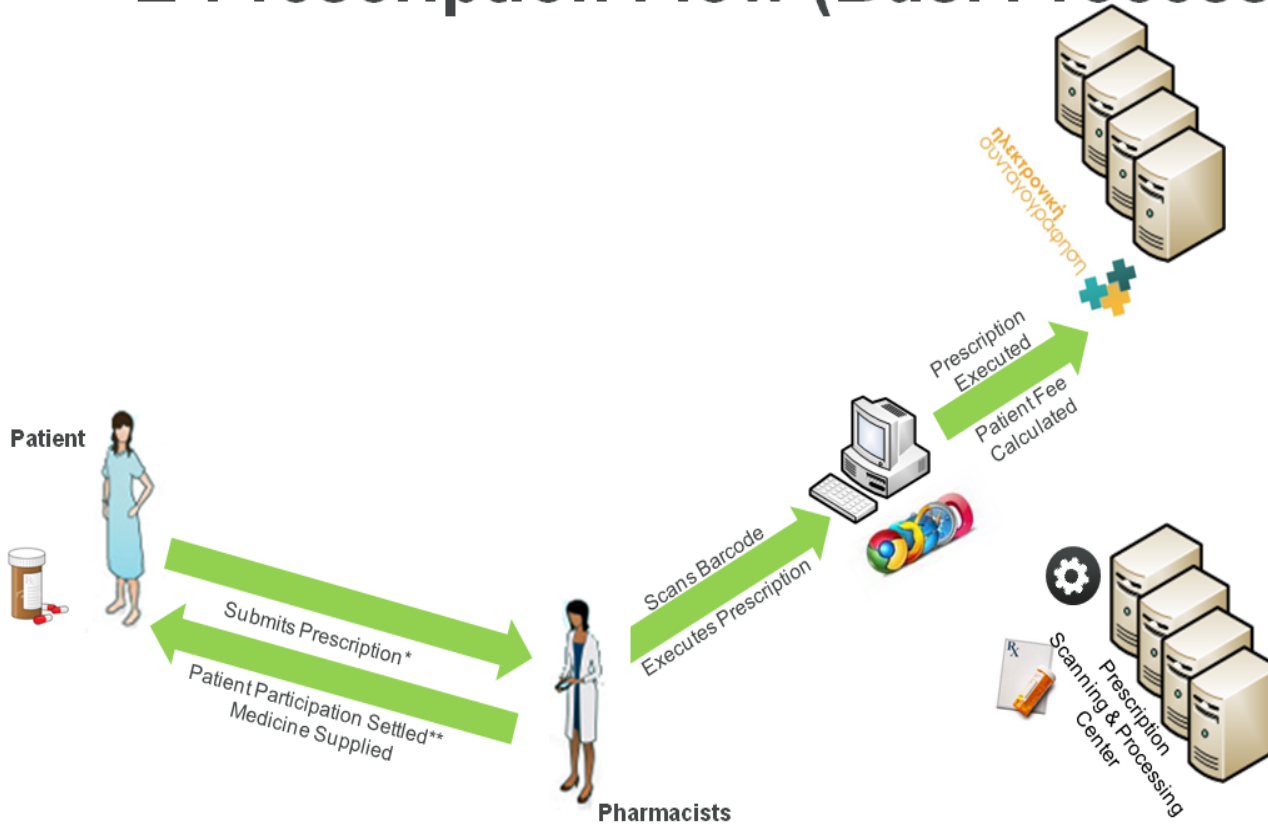 ηλεκτρονική
συνταγογράφηση
Prescription
Executed
Patient Fee
Calculated
Patient
Scans Barcode
Executes Prescription
Submits Prescription*
Patient Participation Settled**
Medicine Supplied
Prescription
Scanning & Processing
Center
Pharmacists